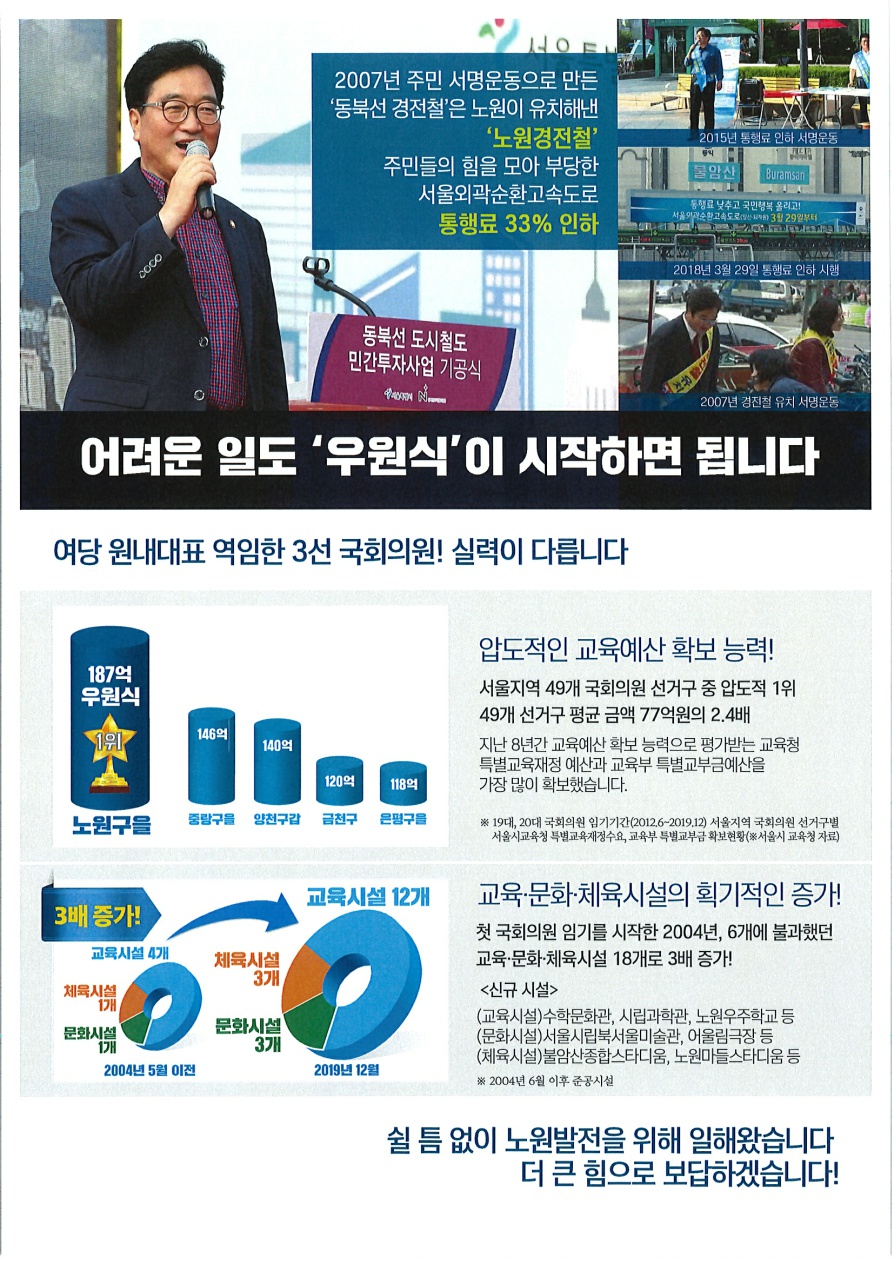 2007년 주민 서명운동으로 만든
‘동북선 경전철’은 노원이 유치해낸
‘노원경전철’
주민들의 힘을 모아 부당한
서울외곽순환고속도로
통행료 33% 인하
2015년 통행료 인하 서명운동
불암산
Buramsan
통행료 낮추고 국민행복 올리고!
서울외곽순환고속도로(일산-퇴계원) 3월 29일부터
2018년 3월 29일 통행료 인하 시행
2007년 경전철 유치 서명운동
동북선 도시철도
민간투자사업 기공식
어려운 일도 ‘우원식’이 시작하면 됩니다
여당 원내대표 역임한 3선 국회의원! 실력이 다릅니다
187억
우원식
1위
노원구을
146억
중랑구을
140억
양천구갑
120억
금천구
118억
은평구을
압도적인 교육예산 확보 능력!
서울지역 49개 국회의원 선거구 중 압도적 1위
49개 선거구 평균 금액 77억원의 2.4배
지난 8년간 교육예산 확보 능력으로 평가받는 교육청
특별교육재정 예산과 교육부 특별교부금예산을
가장 많이 확보했습니다.
※ 19대, 20대 국회의원 임기기간(2012.6~2019.12) 서울지역 국회의원 선거구별
서울시교육청 특별교육재정수요, 교육부 특별교부금 확보현황(※서울시 교육청 자료)
3배 증가!
교육시설 4개
체육시설
1개
문화시설
1개
2004년 5월 이전
교육시설 12개
체육시설
3개
문화시설
3개
2019년 12월
교육·문화·체육시설의 획기적인 증가!
첫 국회의원 임기를 시작한 2004년, 6개에 불과했던
교육·문화·체육시설 18개로 3배 증가!
<신규 시설>
(교육시설)수학문화관, 시립과학관, 노원우주학교 등
(문화시설)서울시립북서울미술관, 어울림극장 등
(체육시설)불암산종합스타디움, 노원마들스타디움 등
※ 2004년 6월 이후 준공시설
쉴 틈 없이 노원발전을 위해 일해왔습니다
더 큰 힘으로 보답하겠습니다!